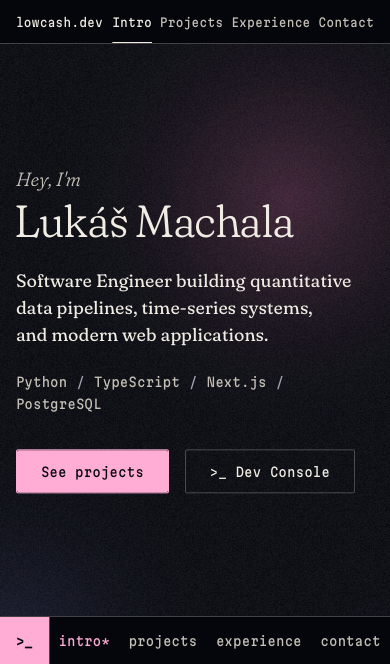 lowcash.dev Intro Projects Experience Contact
Hey, I'm
Lukáš Machala
Software Engineer building quantitative
data pipelines, time-series systems,
and modern web applications.
Python / TypeScript / Next.js /
PostgreSQL
See projects >_ Dev Console
>_ intro* projects experience contact